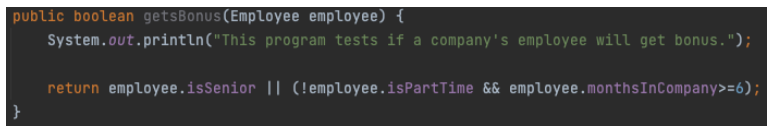 public boolean getsBonus(Employee employee) {
    System.out.println("This program tests if a company's employee will get bonus.");
    return employee.isSenior || (!employee.isPartTime && employee.monthsInCompany>=6);
}